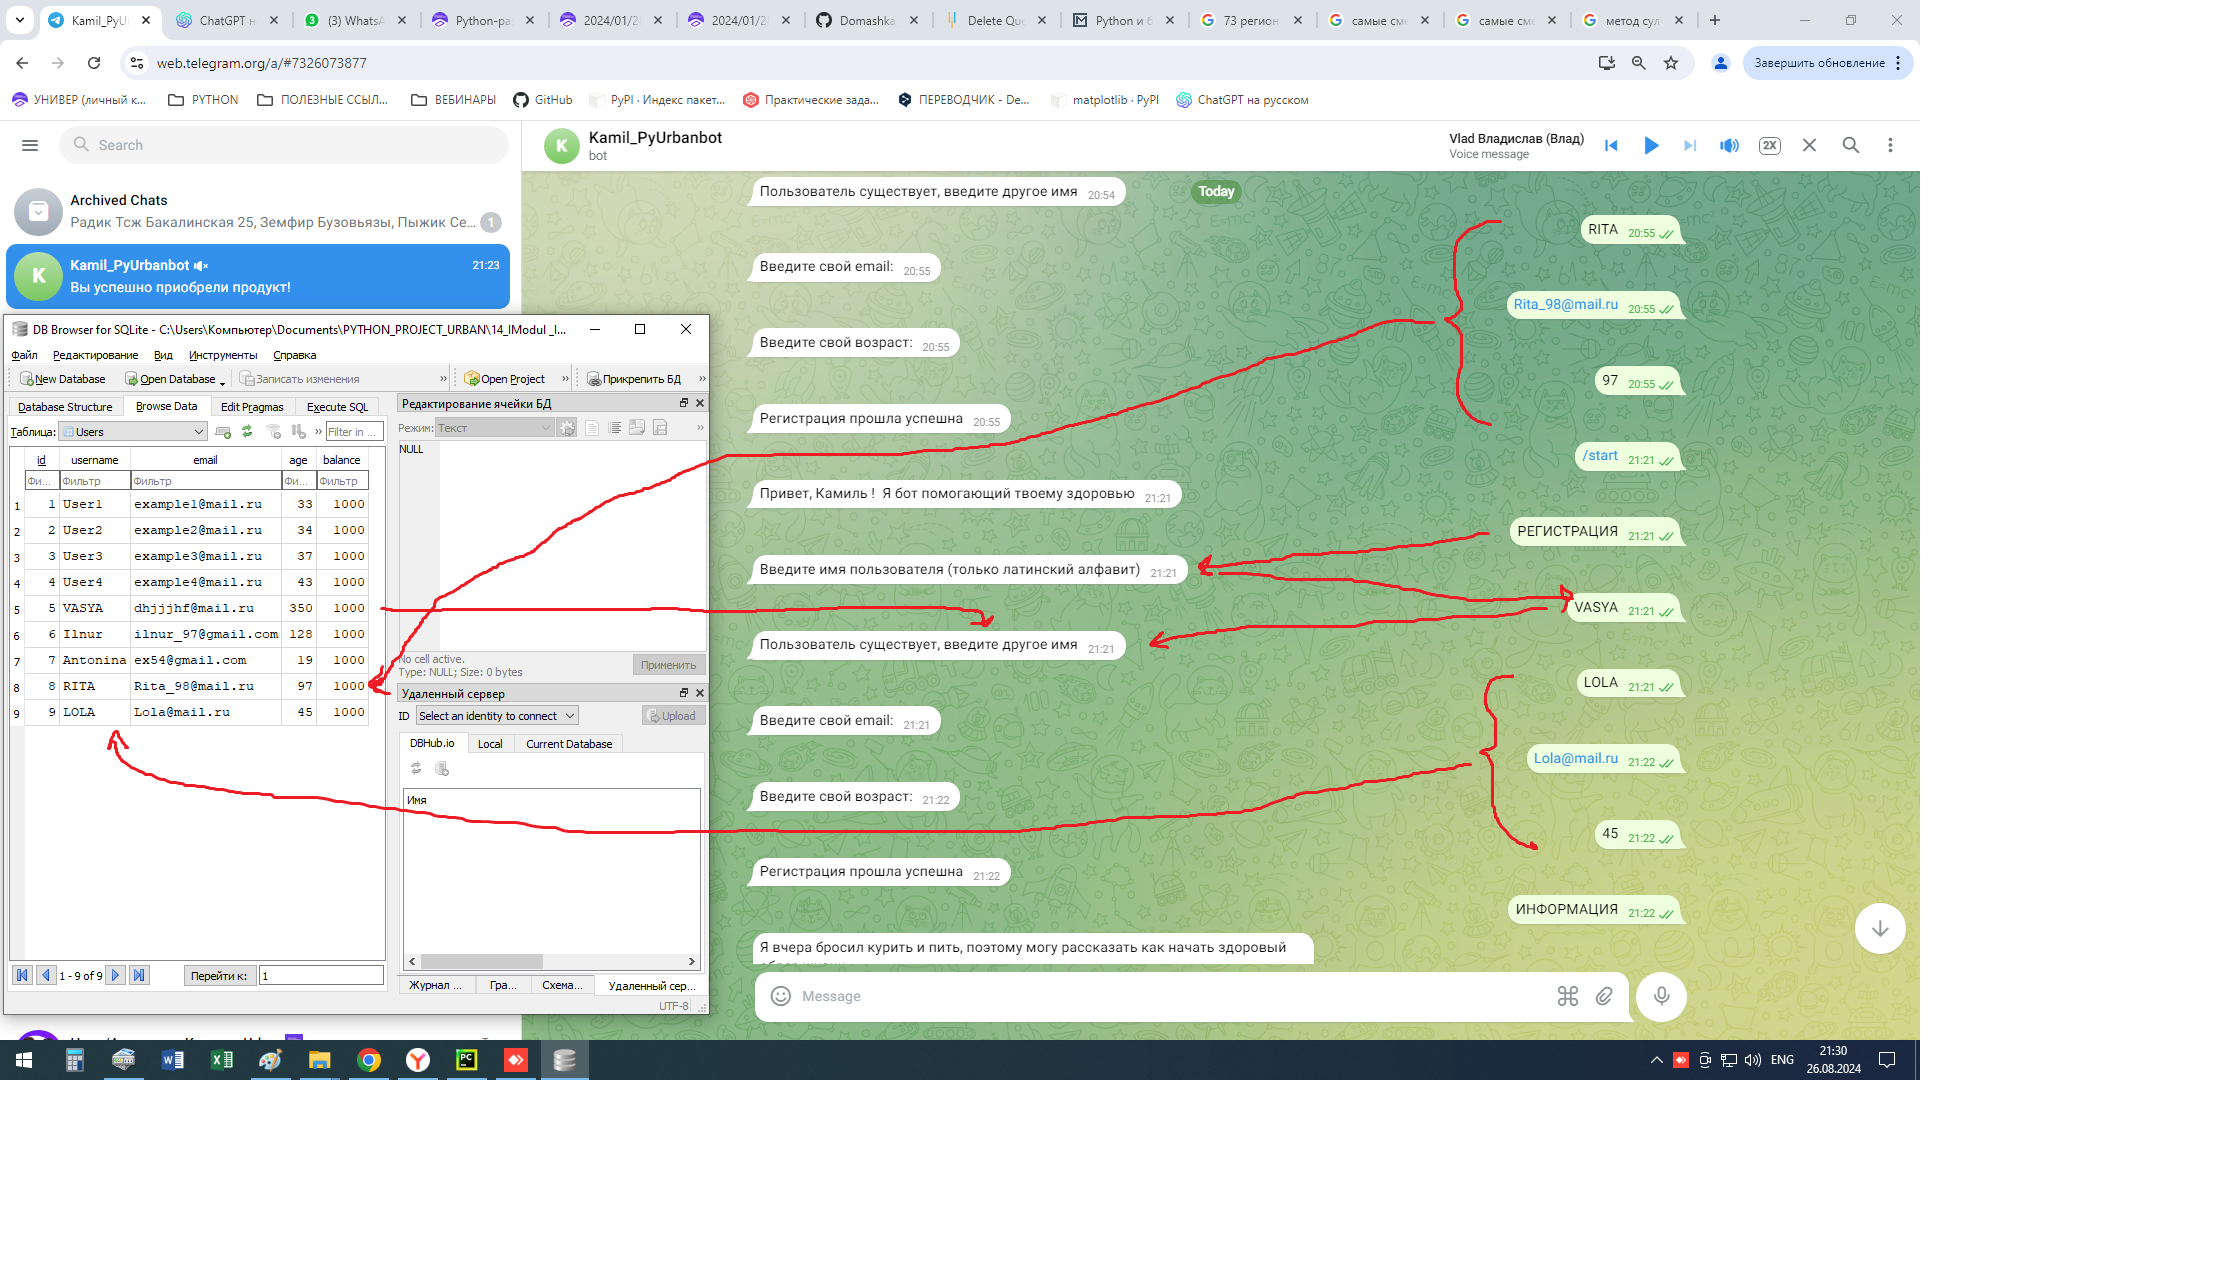 Kamil_PyU
ChatGPT н
(3) WhatsA
Python-ра
2024/01/2
2024/01/2
Domashka
Delete Que
Python и б
73 регион
самые сме
самые сме
метод сул
web.telegram.org/a/#7326073877
Завершить обновление
УНИВЕР (личный к...
PYTHON
ПОЛЕЗНЫЕ ССЫЛ...
ВЕБИНАРЫ
GitHub
PyPI · Индекс пакет...
Практические зада...
ПЕРЕВОДЧИК - De...
matplotlib · PyPI
ChatGPT на русском
Search
Archived Chats
Радик Тсж Бакалинская 25, Земфир Бузовьязы, Пыжик Се... 1
K
Kamil_PyUrbanbot 21:23
Вы успешно приобрели продукт!
K
Kamil_PyUrbanbot
bot
Vlad Владислав (Влад)
Voice message
2X
DB Browser for SQLite - C:\Users\Компьютер\Documents\PYTHON_PROJECT_URBAN\14_IModul _I...
Файл Редактирование Вид Инструменты Справка
New Database Open Database Записать изменения » Open Project » Прикрепить БД »
Database Structure Browse Data Edit Pragmas Execute SQL
Таблица: Users » Filter in ...
id username email age balance
Фи... Фильтр Фильтр Фи... Фильтр
1 1 User1 example1@mail.ru 33 1000
2 2 User2 example2@mail.ru 34 1000
3 3 User3 example3@mail.ru 37 1000
4 4 User4 example4@mail.ru 43 1000
5 5 VASYA dhjjjhf@mail.ru 350 1000
6 6 Ilnur ilnur_97@gmail.com 128 1000
7 7 Antonina ex54@gmail.com 19 1000
8 8 RITA Rita_98@mail.ru 97 1000
9 9 LOLA Lola@mail.ru 45 1000
1 - 9 of 9 Перейти к: 1
Редактирование ячейки БД
Режим: Текст »
NULL
No cell active.
Type: NULL; Size: 0 bytes
Применить
Удаленный сервер
ID Select an identity to connect Upload
DBHub.io Local Current Database
Имя
Журнал ... Гра... Схема... Удаленный сер...
UTF-8
Today
Пользователь существует, введите другое имя 20:54
RITA 20:55
Введите свой email: 20:55
Rita_98@mail.ru 20:55
Введите свой возраст: 20:55
97 20:55
Регистрация прошла успешна 20:55
/start 21:21
Привет, Камиль ! Я бот помогающий твоему здоровью 21:21
РЕГИСТРАЦИЯ 21:21
Введите имя пользователя (только латинский алфавит) 21:21
VASYA 21:21
Пользователь существует, введите другое имя 21:21
LOLA 21:21
Введите свой email: 21:21
Lola@mail.ru 21:22
Введите свой возраст: 21:22
45 21:22
Регистрация прошла успешна 21:22
ИНФОРМАЦИЯ 21:22
Я вчера бросил курить и пить, поэтому могу рассказать как начать здоровый
Message
ENG
21:30
26.08.2024